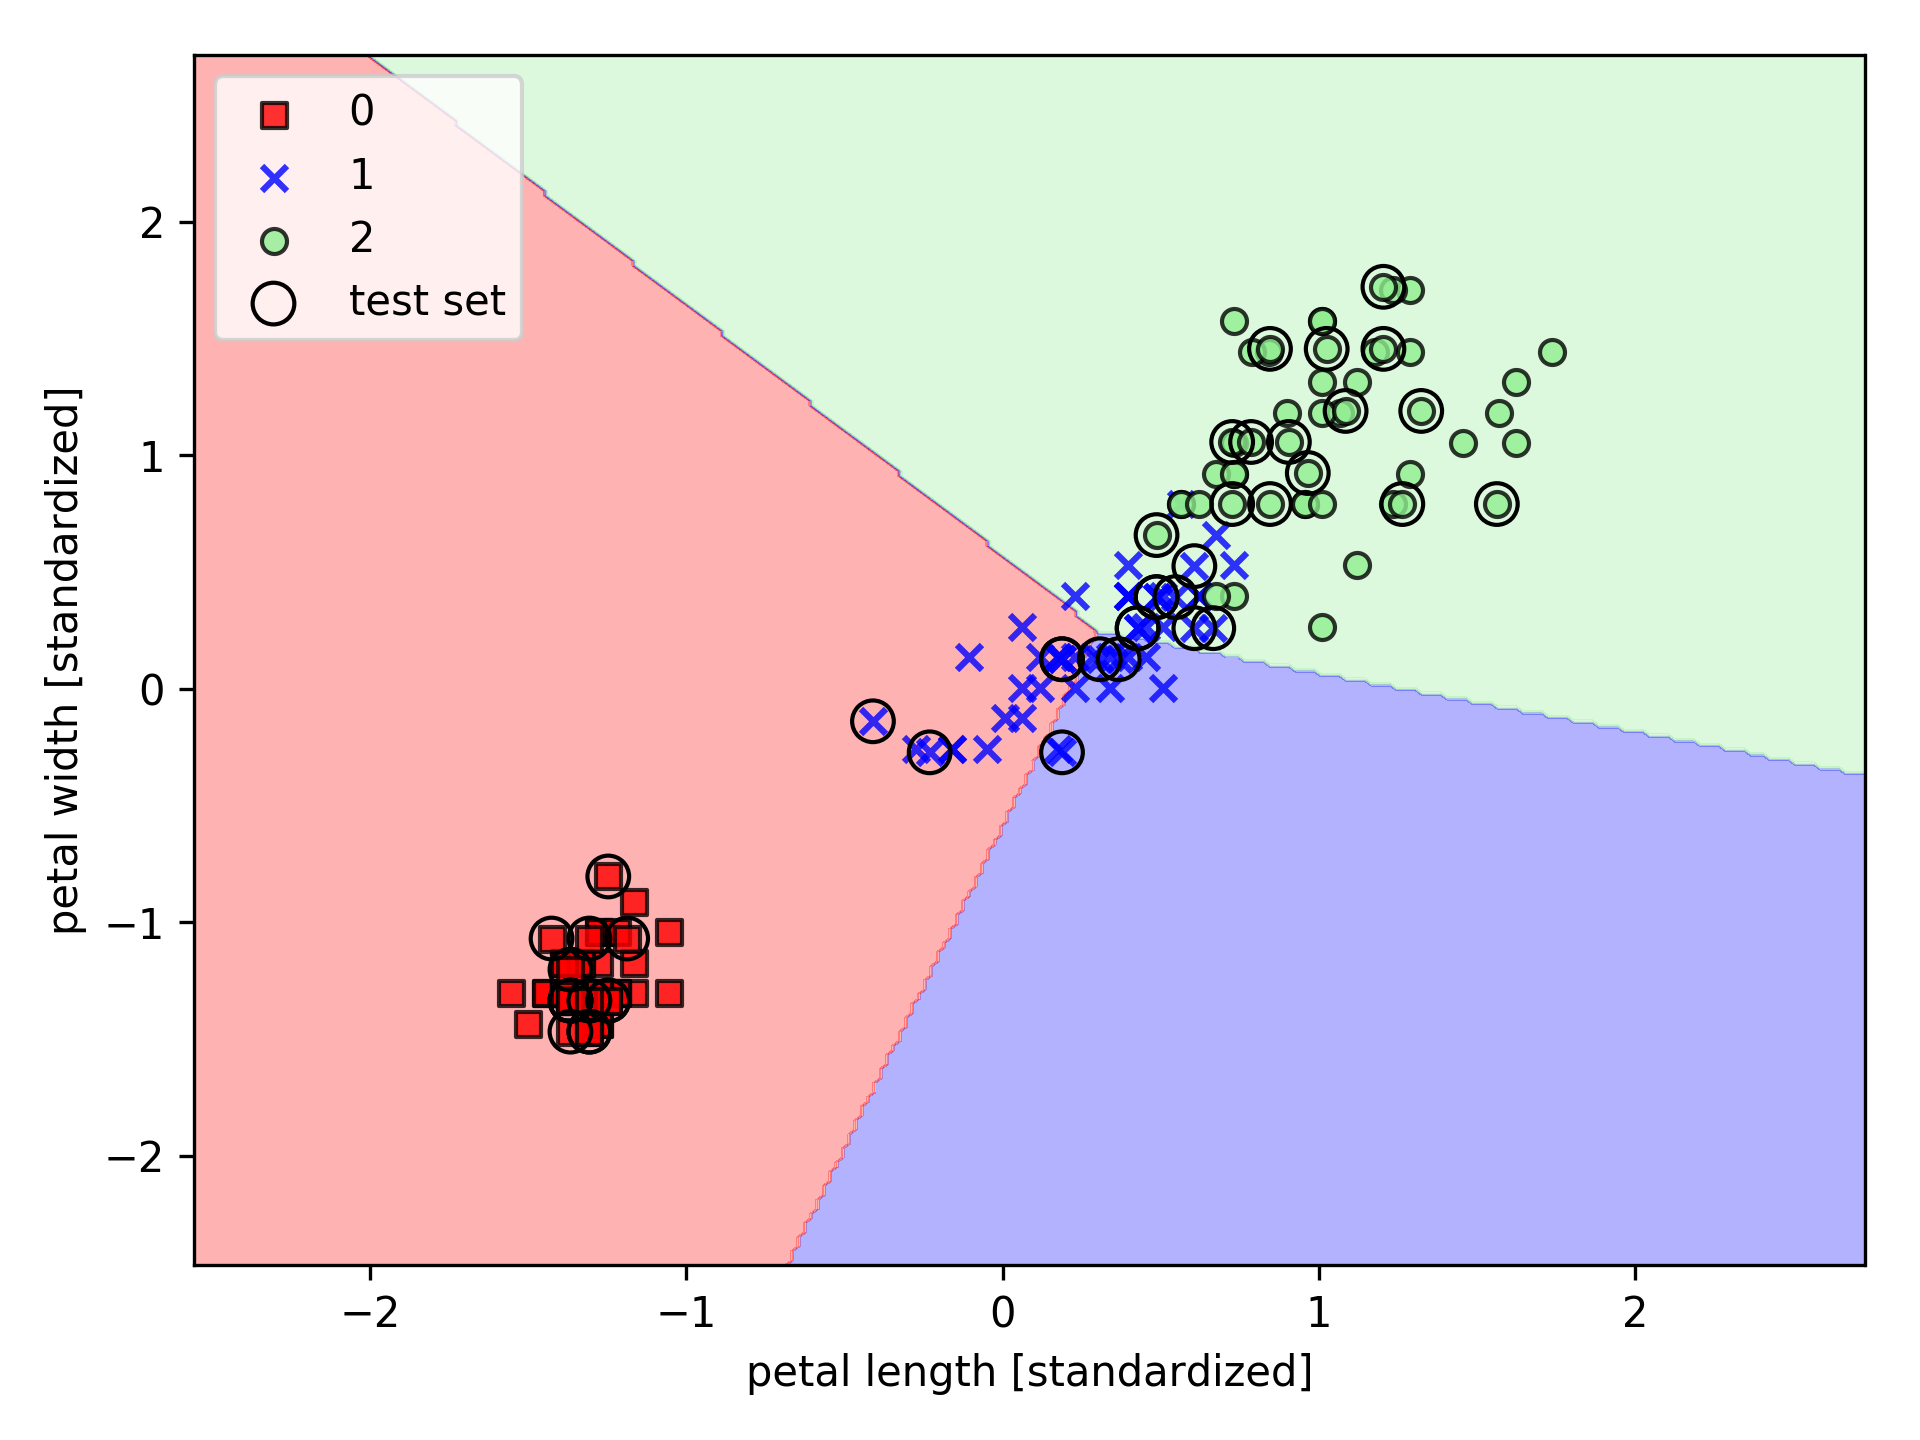 0
1
2
test set
2
1
0
−1
−2
petal width [standardized]
−2 −1 0 1 2
petal length [standardized]